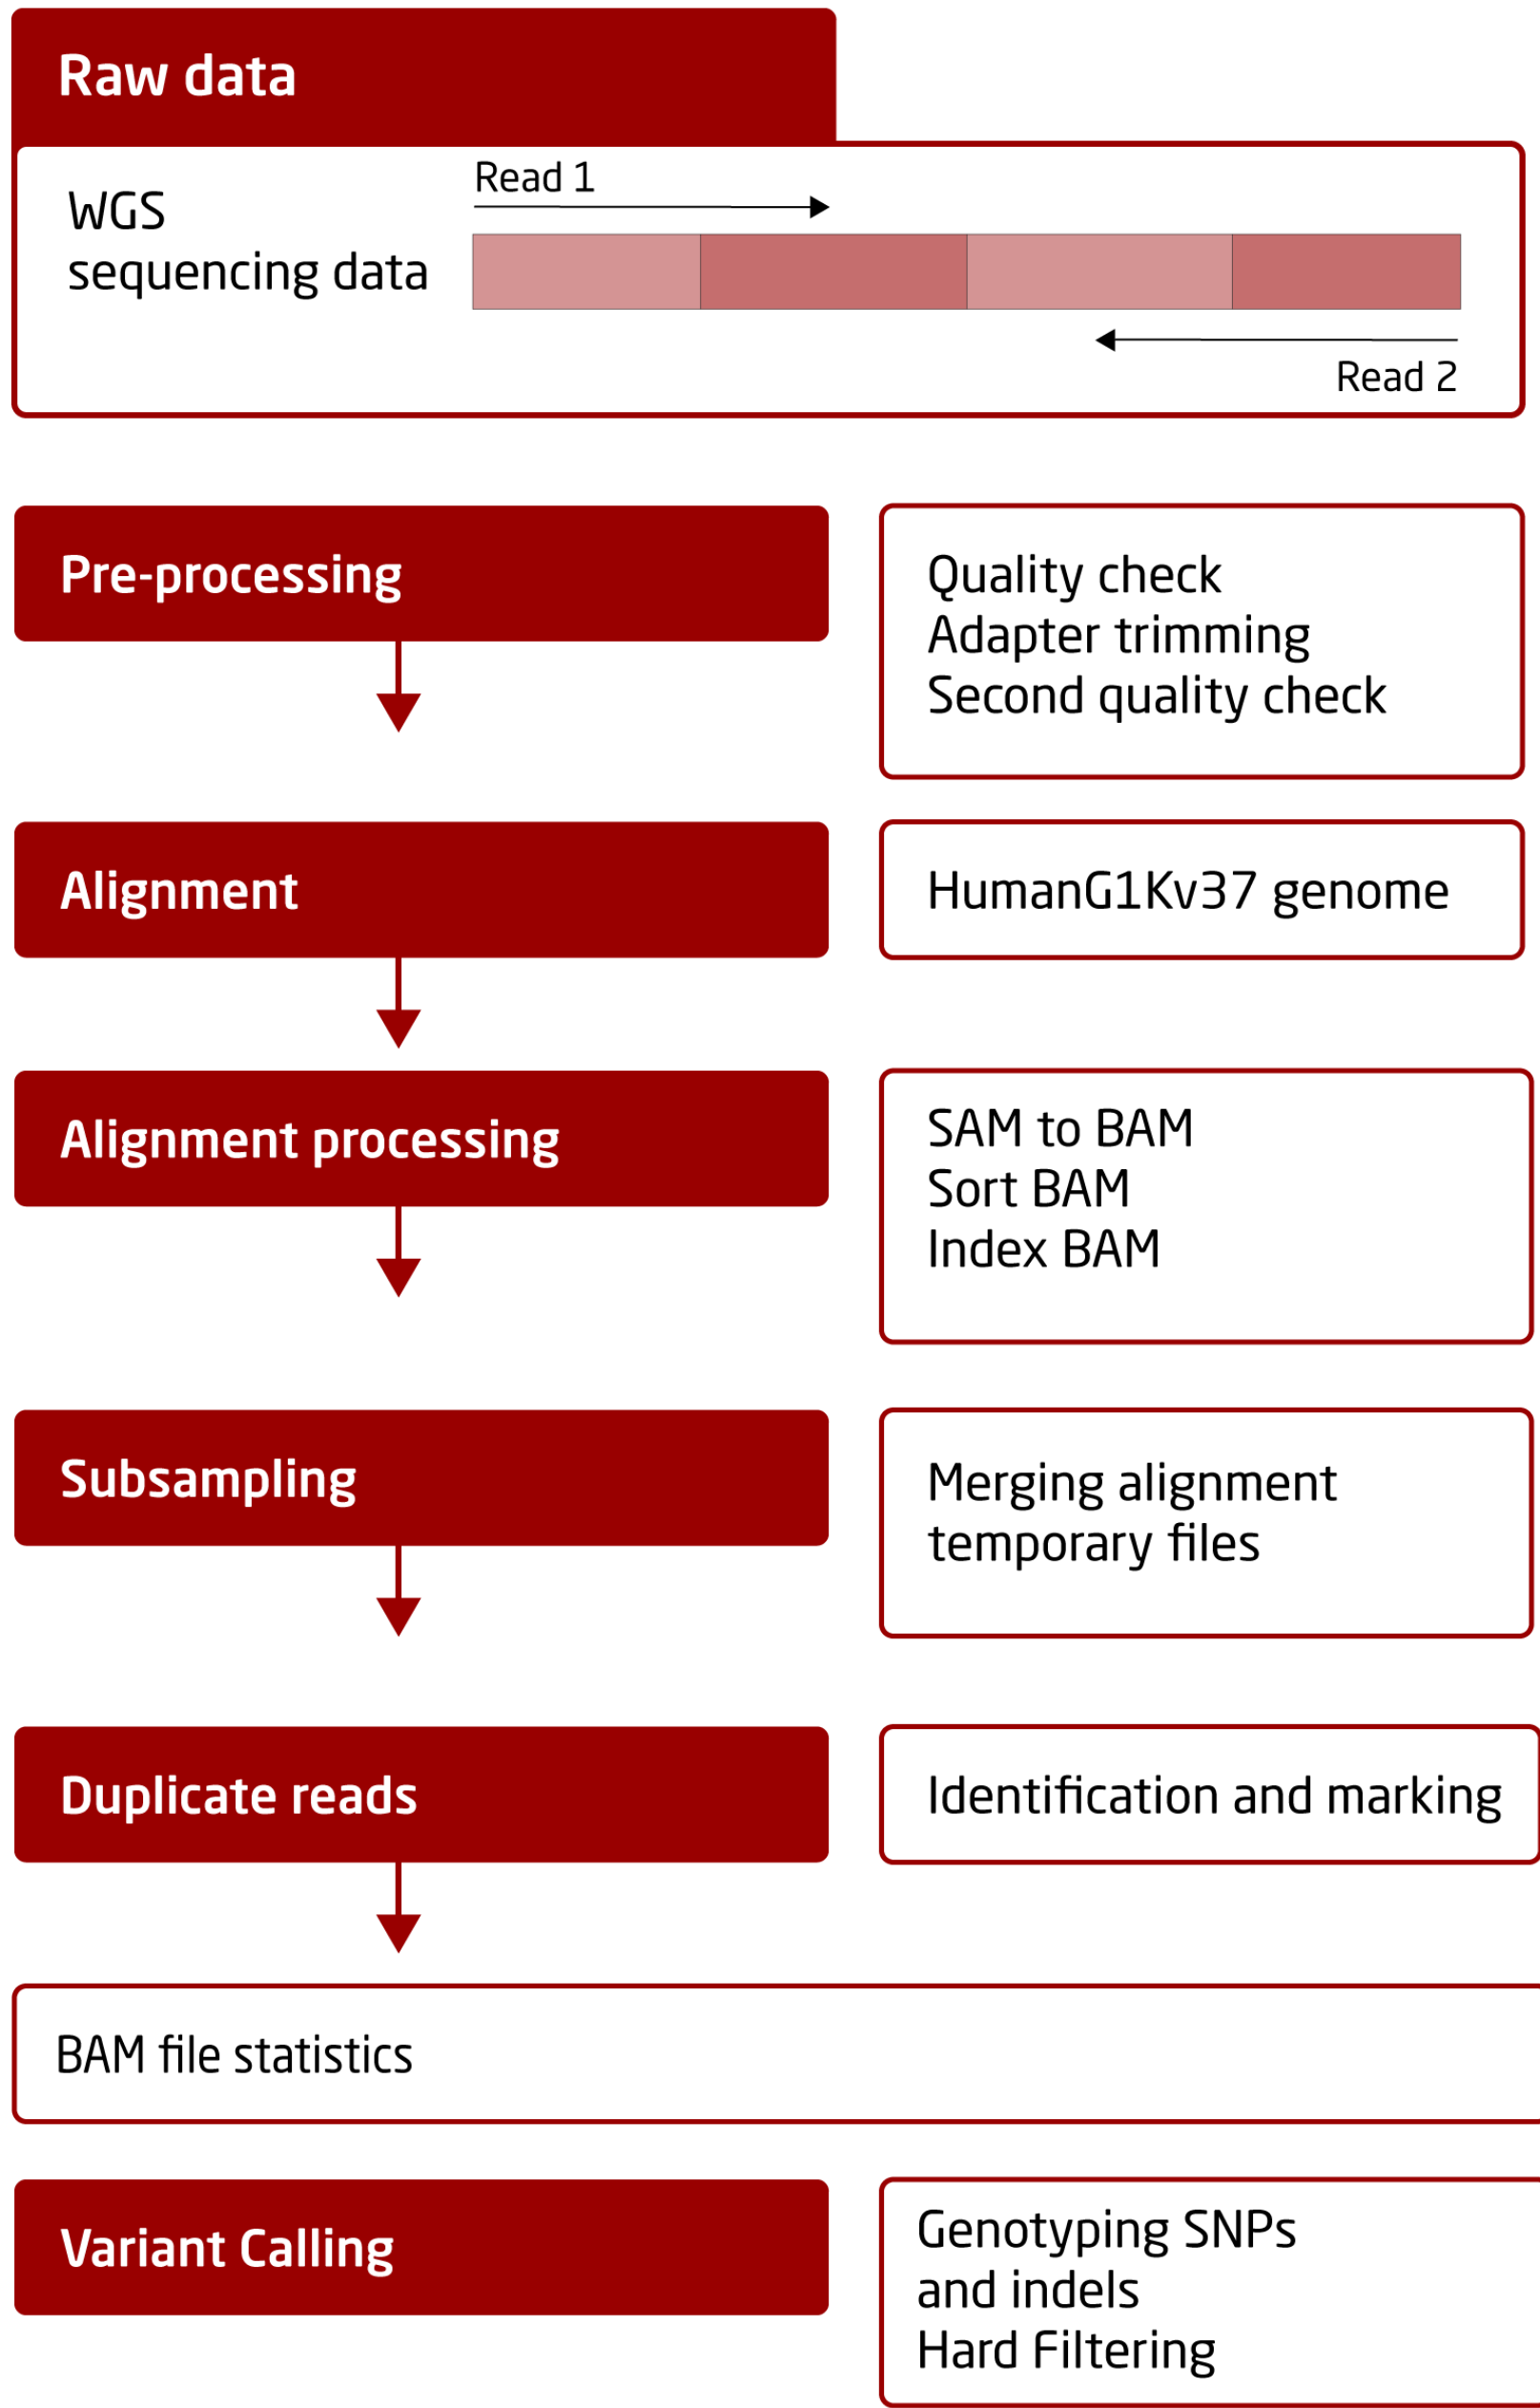 Raw data
WGS
sequencing data
Read 1
Read 2
Pre-processing
Quality check
Adapter trimming
Second quality check
Alignment
HumanG1Kv37 genome
Alignment processing
SAM to BAM
Sort BAM
Index BAM
Subsampling
Merging alignment
temporary files
Duplicate reads
Identification and marking
BAM file statistics
Variant Calling
Genotyping SNPs
and indels
Hard Filtering